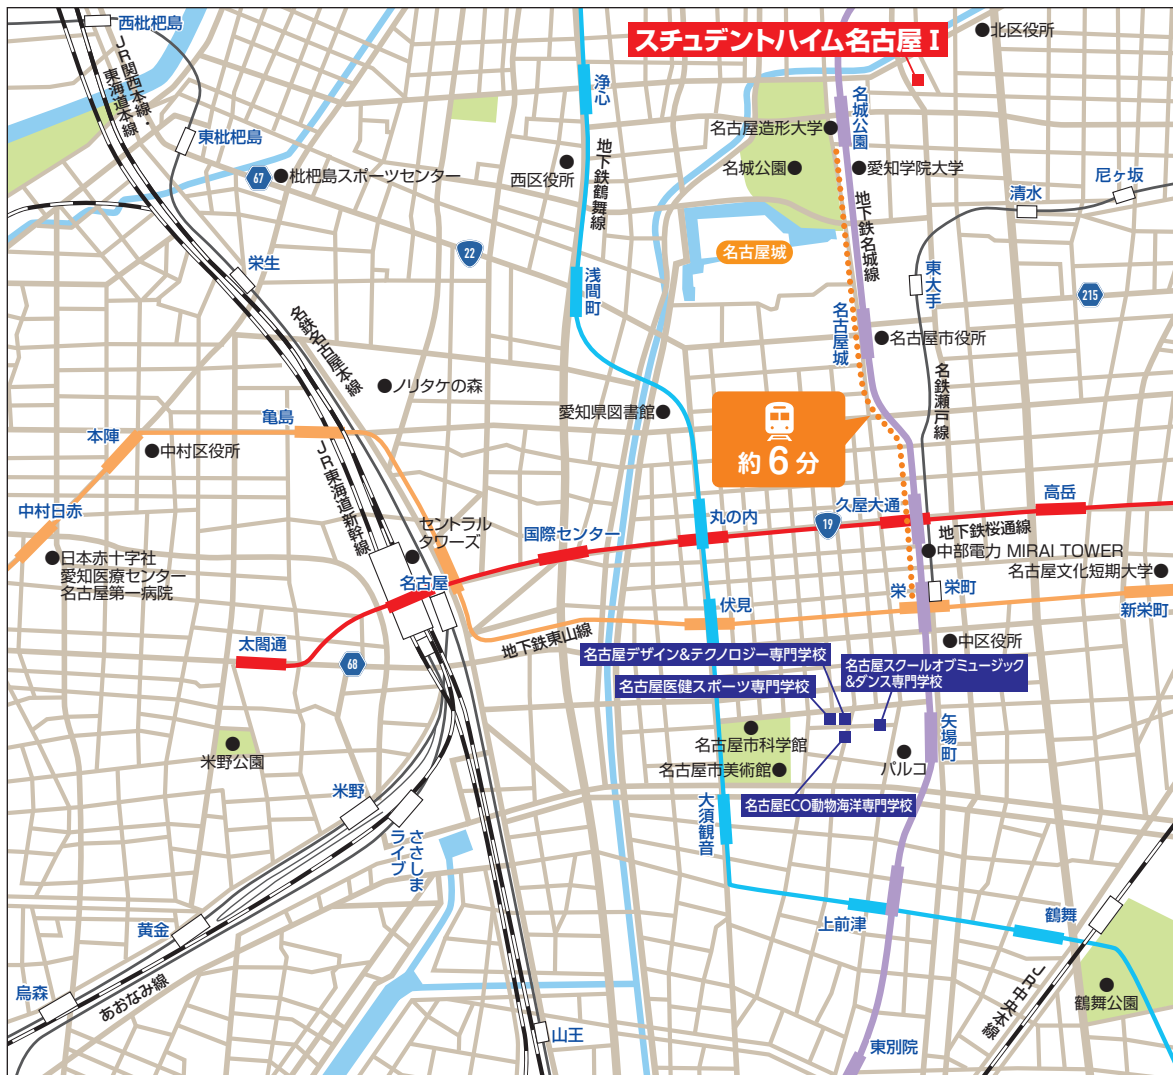 西枇杷島
スチュデントハイム名古屋 I
北区役所
JR関西本線・
東海道本線
浄心
名城公園
東枇杷島
名古屋造形大学
地下鉄鶴舞線
67
枇杷島スポーツセンター
西区役所
名城公園
愛知学院大学
尼ヶ坂
清水
地下鉄名城線
22
名古屋城
栄生
浅間町
東大手
215
名鉄名古屋本線
名古屋城
名古屋市役所
ノリタケの森
名鉄瀬戸線
愛知県図書館
亀島
本陣
中村区役所
約6分
JR東海道新幹線
中村日赤
セントラル
タワーズ
国際センター
丸の内
19
久屋大通
高岳
地下鉄桜通線
日本赤十字社
愛知医療センター
名古屋第一病院
名古屋
中部電力 MIRAI TOWER
名古屋文化短期大学
栄
栄町
伏見
新栄町
太閤通
地下鉄東山線
中区役所
68
名古屋デザイン&テクノロジー専門学校
名古屋スクールオブミュージック
&ダンス専門学校
名古屋医健スポーツ専門学校
矢場町
名古屋市科学館
パルコ
米野公園
名古屋市美術館
米野
大須観音
名古屋ECO動物海洋専門学校
ささしま
ライブ
黄金
上前津
鶴舞
烏森
あおなみ線
JR中央本線
鶴舞公園
山王
東別院